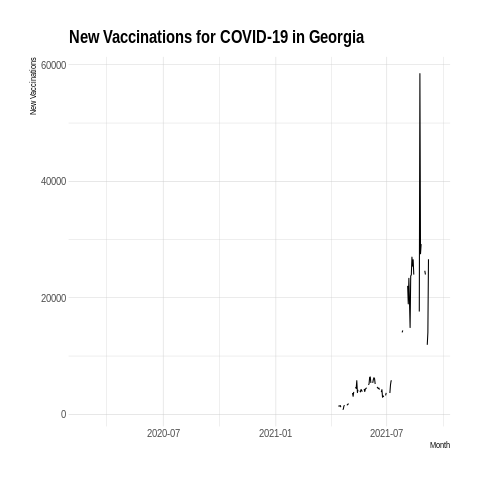 New Vaccinations for COVID-19 in Georgia
New Vaccinations
60000
40000
20000
0
2020-07
2021-01
2021-07
Month